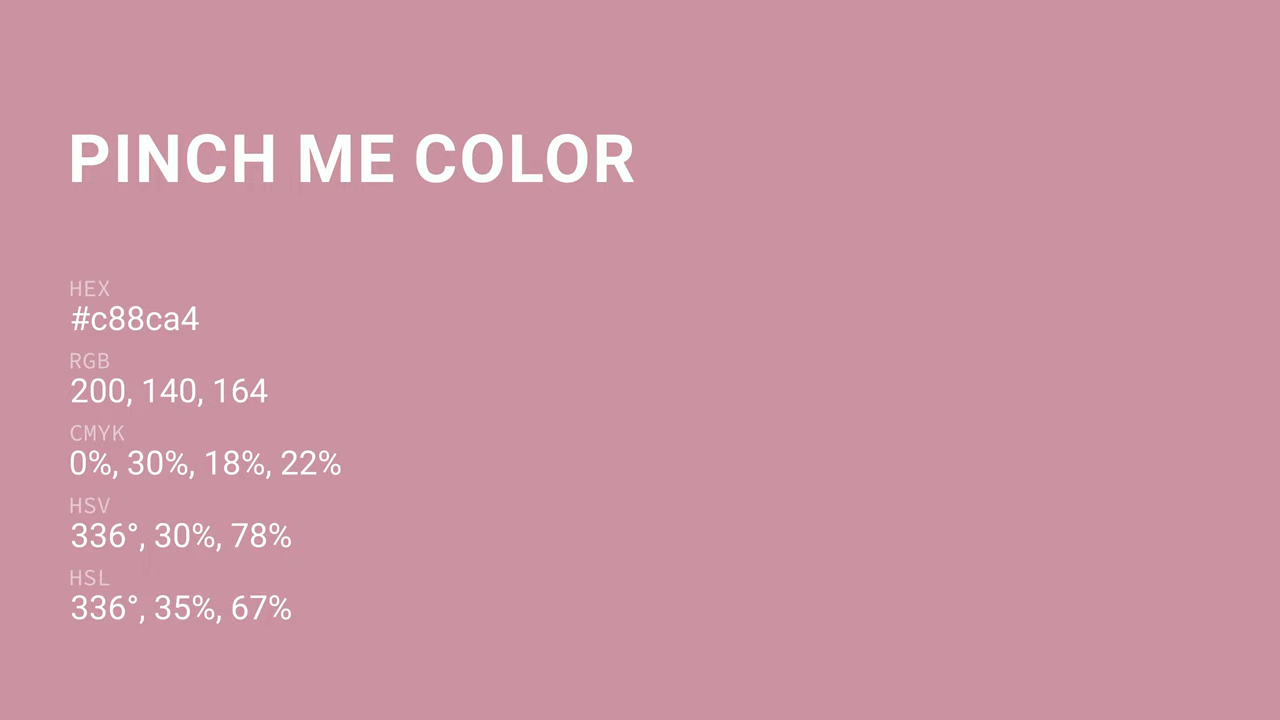 PINCH ME COLOR
HEX
#c88ca4
RGB
200, 140, 164
CMYK
0%, 30%, 18%, 22%
HSV
336°, 30%, 78%
HSL
336°, 35%, 67%